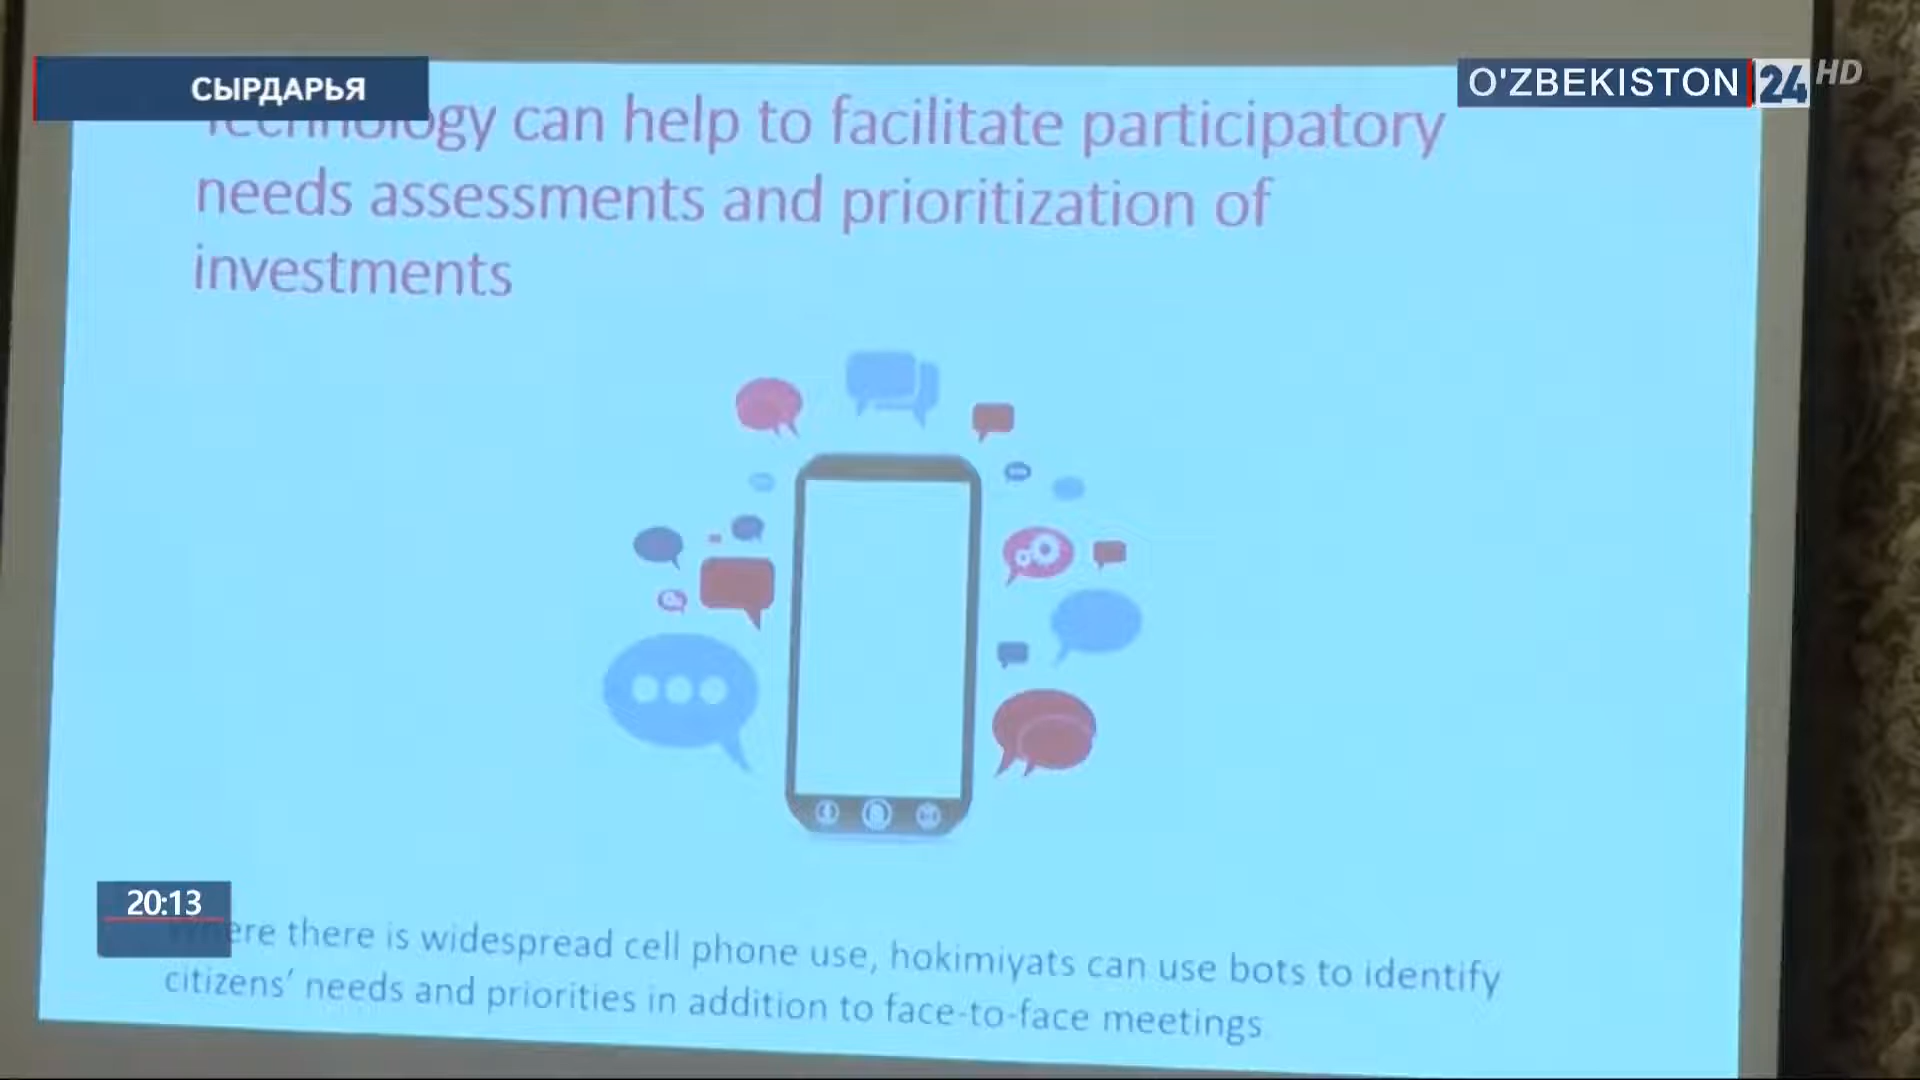 СЫРДАРЬЯ
O'ZBEKISTON 24 HD
Technology can help to facilitate participatory
needs assessments and prioritization of
investments
20:13
Where there is widespread cell phone use, hokimiyats can use bots to identify
citizens' needs and priorities in addition to face-to-face meetings